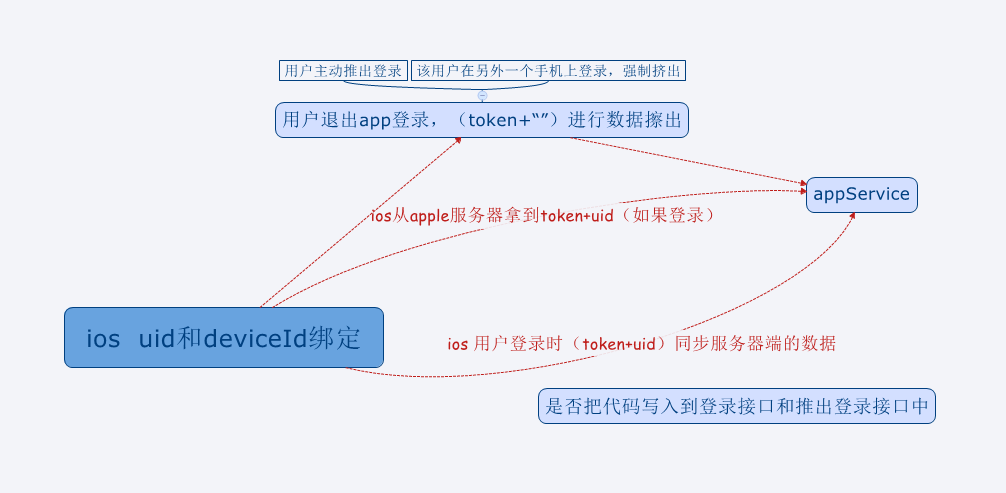 用户主动推出登录
该用户在另外一个手机上登录，强制挤出
用户退出app登录，（token+“”）进行数据擦出
appService
ios从apple服务器拿到token+uid（如果登录）
ios uid和deviceId绑定
ios 用户登录时（token+uid）同步服务器端的数据
是否把代码写入到登录接口和推出登录接口中